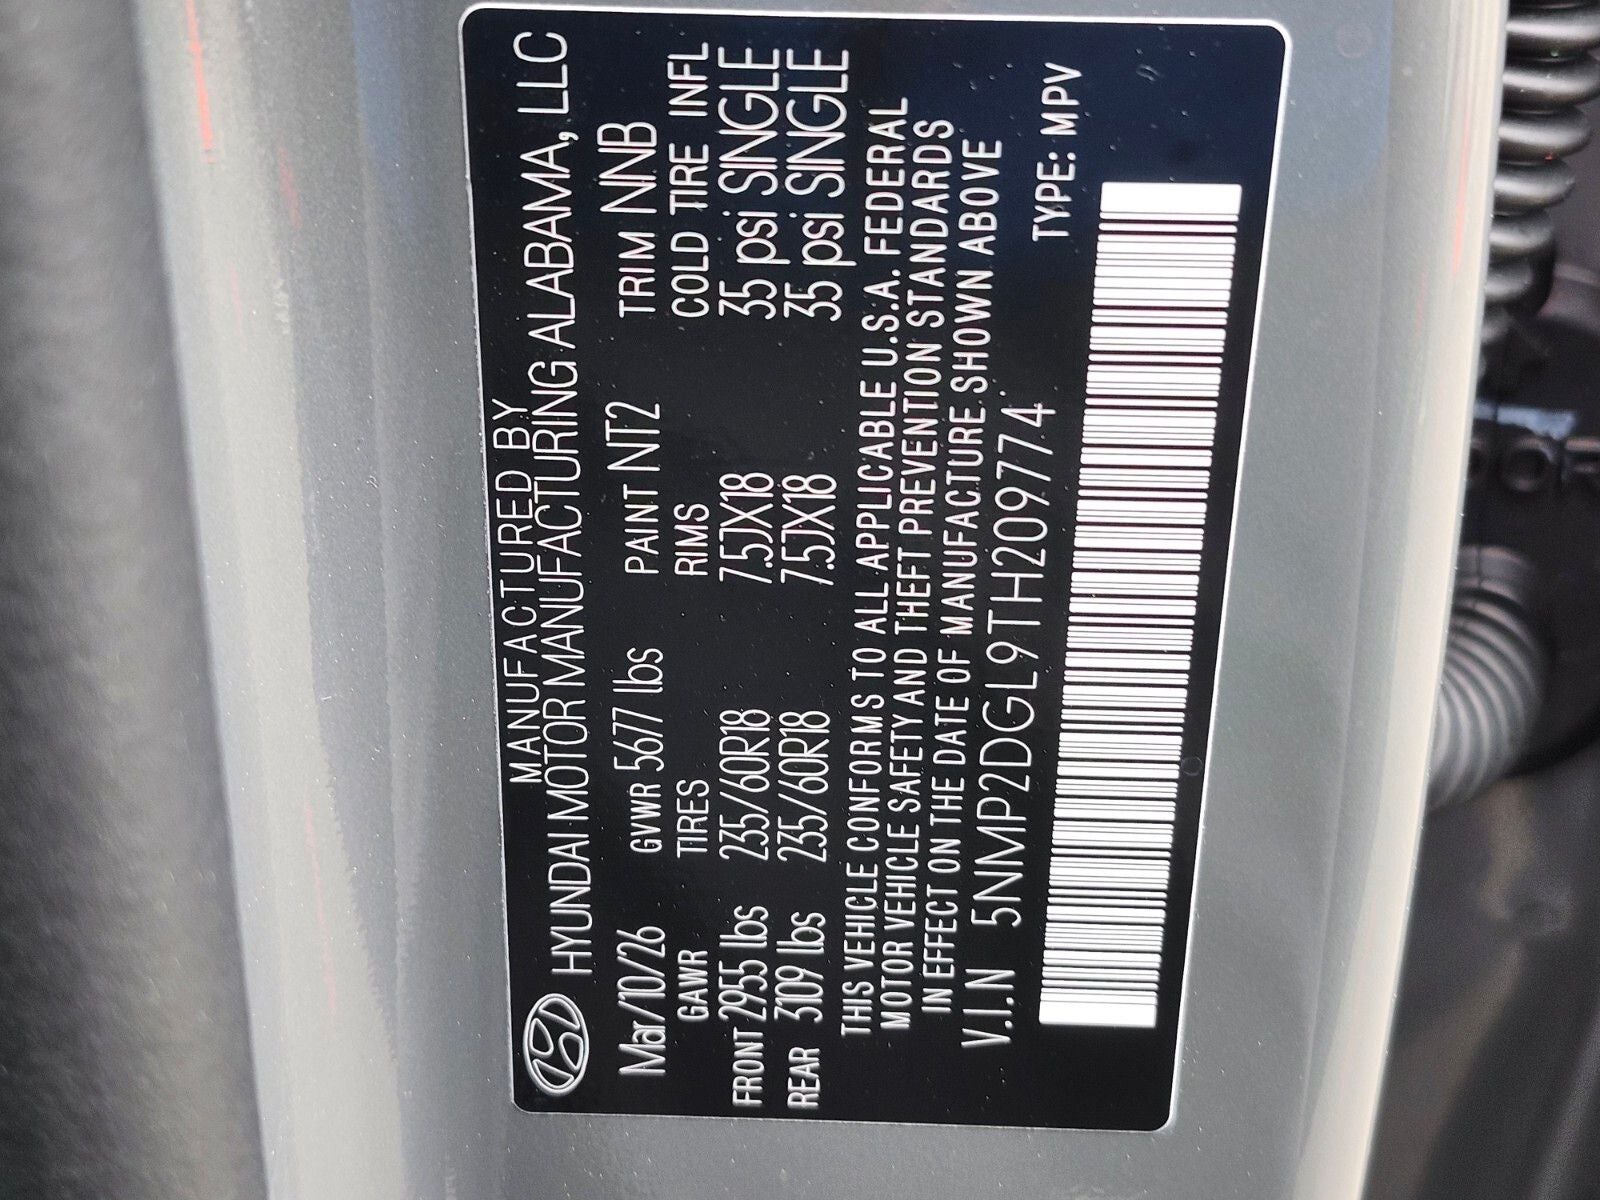 MANUFACTURED BY
HYUNDAI MOTOR MANUFACTURING ALABAMA, LLC
Mar/10/26 GVWR 5677 lbs PAINT NT2 TRIM NNB
GAWR TIRES RIMS COLD TIRE INFL
FRONT 2955 lbs 235/60R18 7.5JX18 35 psi SINGLE
REAR 3109 lbs 235/60R18 7.5JX18 35 psi SINGLE
THIS VEHICLE CONFORMS TO ALL APPLICABLE U.S.A. FEDERAL
MOTOR VEHICLE SAFETY AND THEFT PREVENTION STANDARDS
IN EFFECT ON THE DATE OF MANUFACTURE SHOWN ABOVE
V.I.N 5NMP2DGL9TH209774
TYPE: MPV